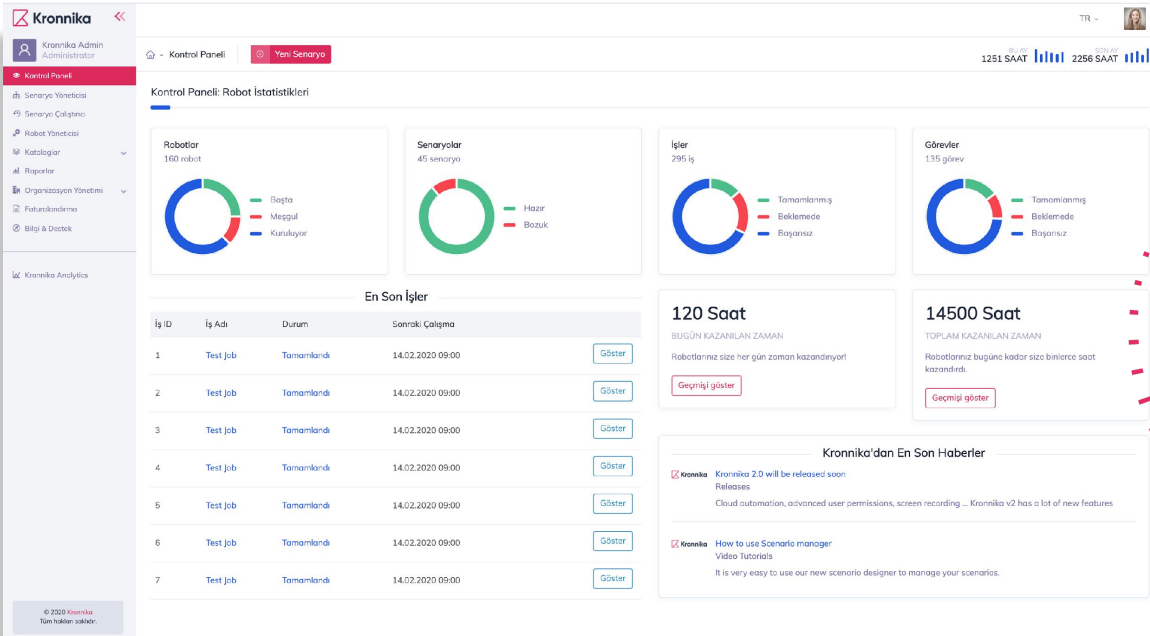 Kronnika
TR
Kronnika Admin
Administrator
Kontrol Paneli
Yeni Senaryo
BU AY
1251 SAAT
SON AY
2256 SAAT
Kontrol Paneli
Senaryo Yöneticisi
Senaryo Çalıştırıcı
Robot Yöneticisi
Kataloglar
Raporlar
Organizasyon Yönetimi
Faturalandırma
Bilgi & Destek
Kronnika Analytics
© 2020 Kronnika
Tüm hakları saklıdır.
Kontrol Paneli: Robot İstatistikleri
Robotlar
160 robot
Boşta
Meşgul
Kuruluyor
Senaryolar
45 senaryo
Hazır
Bozuk
İşler
295 iş
Tamamlanmış
Beklemede
Başarısız
Görevler
135 görev
Tamamlanmış
Beklemede
Başarısız
En Son İşler
İş ID İş Adı Durum Sonraki Çalışma
1 Test Job Tamamlandı 14.02.2020 09:00 Göster
2 Test Job Tamamlandı 14.02.2020 09:00 Göster
3 Test Job Tamamlandı 14.02.2020 09:00 Göster
4 Test Job Tamamlandı 14.02.2020 09:00 Göster
5 Test Job Tamamlandı 14.02.2020 09:00 Göster
6 Test Job Tamamlandı 14.02.2020 09:00 Göster
7 Test Job Tamamlandı 14.02.2020 09:00 Göster
120 Saat
BUGÜN KAZANILAN ZAMAN
Robotlarınız size her gün zaman kazandırıyor!
Geçmişi göster
14500 Saat
TOPLAM KAZANILAN ZAMAN
Robotlarınız bugüne kadar size binlerce saat
kazandırdı.
Geçmişi göster
Kronnika'dan En Son Haberler
Kronnika Kronnika 2.0 will be released soon
Releases
Cloud automation, advanced user permissions, screen recording ... Kronnika v2 has a lot of new features
Kronnika How to use Scenario manager
Video Tutorials
It is very easy to use our new scenario designer to manage your scenarios.